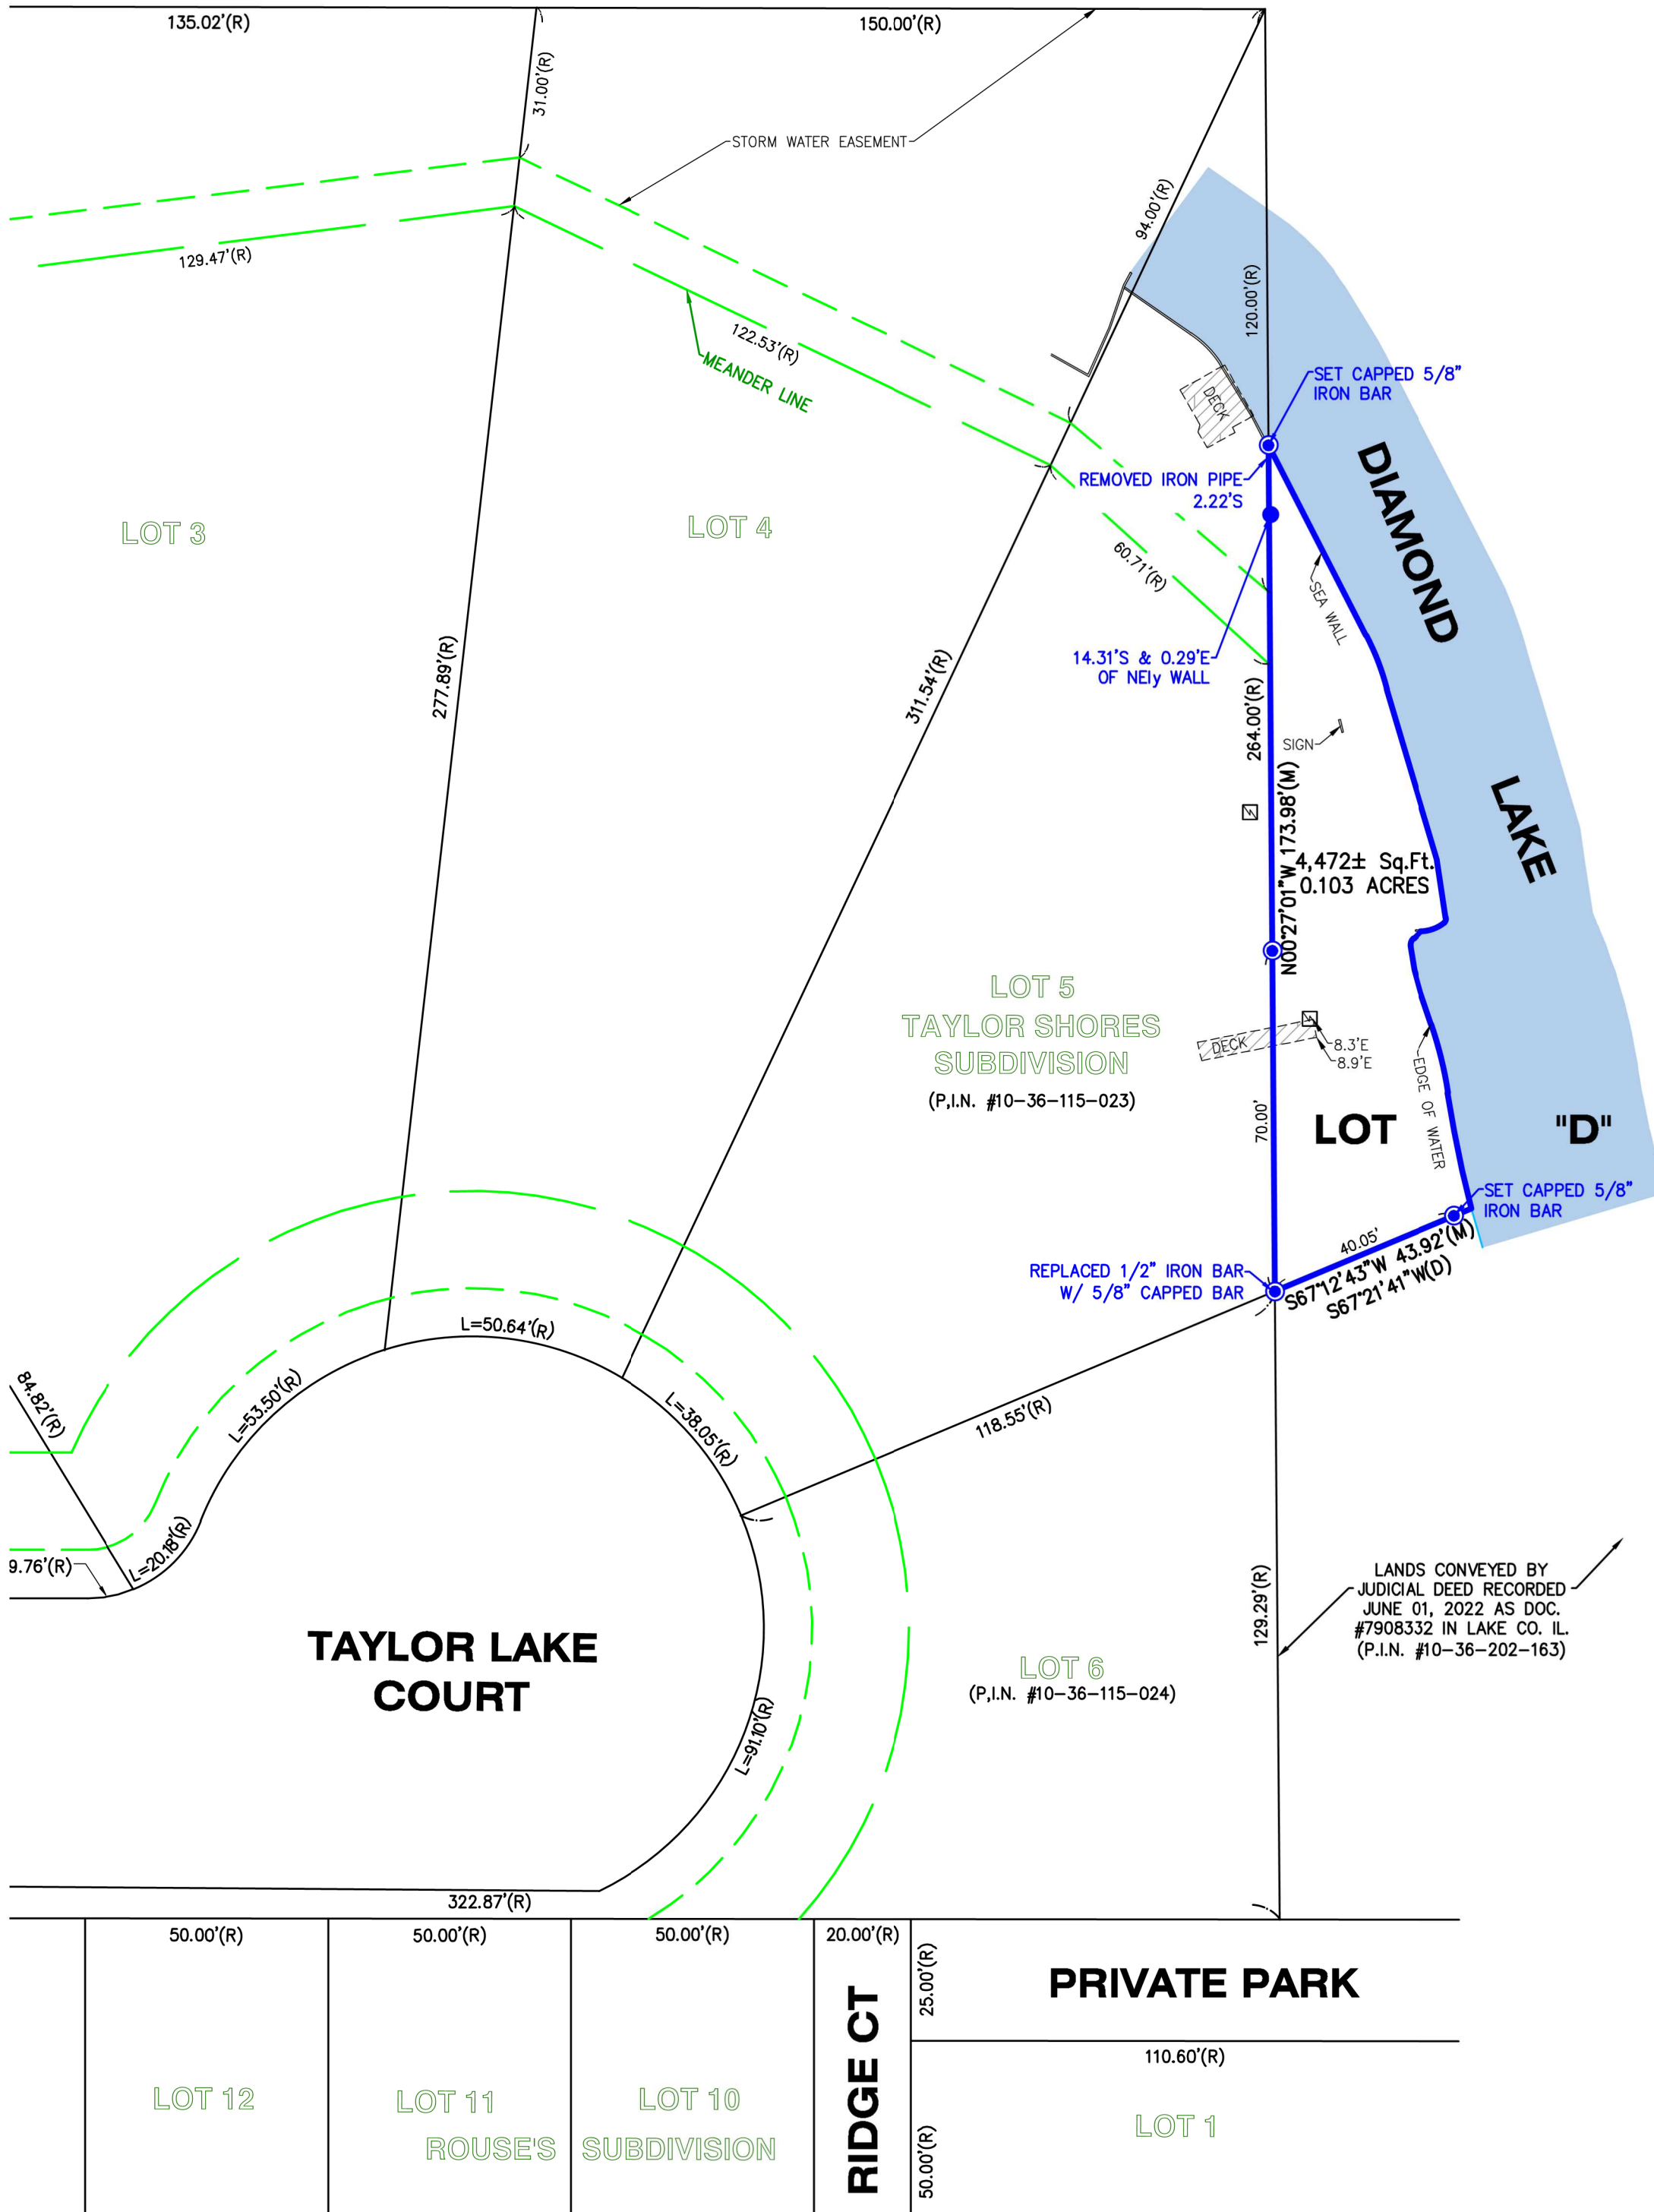 135.02'(R)
150.00'(R)
31.00'(R)
STORM WATER EASEMENT
94.00'(R)
129.47'(R)
120.00'(R)
122.53'(R)
MEANDER LINE
SET CAPPED 5/8"
IRON BAR
DECK
DIAMOND
LAKE
REMOVED IRON PIPE
2.22'S
LOT 3
LOT 4
60.71'(R)
SEA WALL
14.31'S & 0.29'E
OF NEly WALL
277.89'(R)
311.54'(R)
264.00'(R)
SIGN
N00°27'01"W 173.98'(M)
4,472± Sq.Ft.
0.103 ACRES
LOT 5
TAYLOR SHORES
SUBDIVISION
(P,I.N. #10-36-115-023)
DECK
8.3'E
8.9'E
EDGE OF WATER
70.00'
LOT "D"
SET CAPPED 5/8"
IRON BAR
40.05'
S67°12'43"W 43.92'(M)
S67°21'41"W(D)
REPLACED 1/2" IRON BAR
W/ 5/8" CAPPED BAR
L=50.64'(R)
84.82'(R)
L=53.50'(R)
L=38.05'(R)
118.55'(R)
L=20.18'(R)
9.76'(R)
129.29'(R)
LANDS CONVEYED BY
JUDICIAL DEED RECORDED
JUNE 01, 2022 AS DOC.
#7908332 IN LAKE CO. IL.
(P.I.N. #10-36-202-163)
TAYLOR LAKE
COURT
LOT 6
(P,I.N. #10-36-115-024)
L=91.10'(R)
322.87'(R)
50.00'(R)
50.00'(R)
50.00'(R)
20.00'(R)
25.00'(R)
PRIVATE PARK
RIDGE CT
110.60'(R)
LOT 12
LOT 11
LOT 10
LOT 1
ROUSE'S SUBDIVISION
50.00'(R)